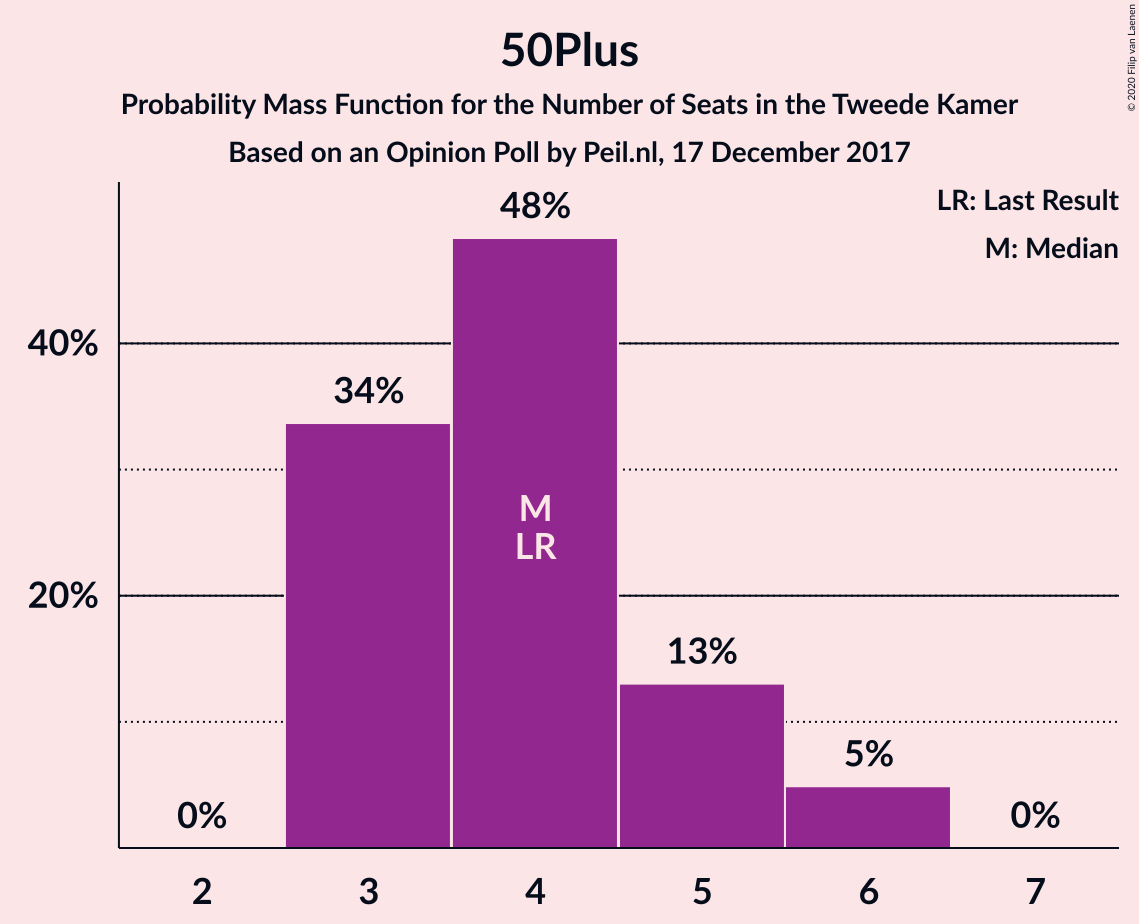 50Plus
Probability Mass Function for the Number of Seats in the Tweede Kamer
Based on an Opinion Poll by Peil.nl, 17 December 2017
© 2020 Filip van Laenen
LR: Last Result
M: Median
48%
40%
34%
M
LR
20%
13%
5%
0%
0%
2 3 4 5 6 7